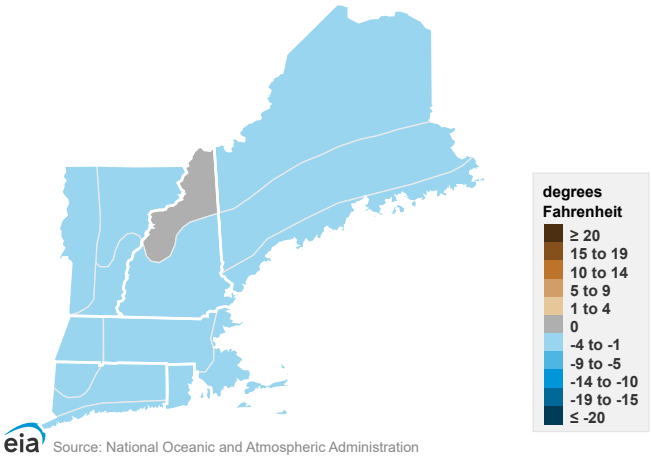 degrees
Fahrenheit
≥ 20
15 to 19
10 to 14
5 to 9
1 to 4
0
-4 to -1
-9 to -5
-14 to -10
-19 to -15
≤ -20
eia
Source: National Oceanic and Atmospheric Administration